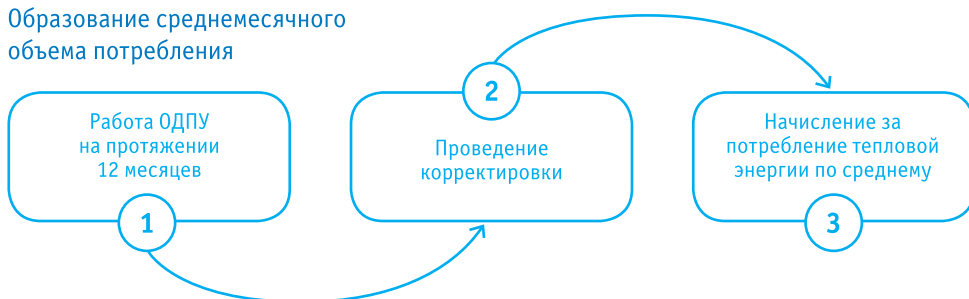 Образование среднемесячного
объема потребления
Работа ОДПУ
на протяжении
12 месяцев
1
2
Проведение
корректировки
Начисление за
потребление тепловой
энергии по среднему
3